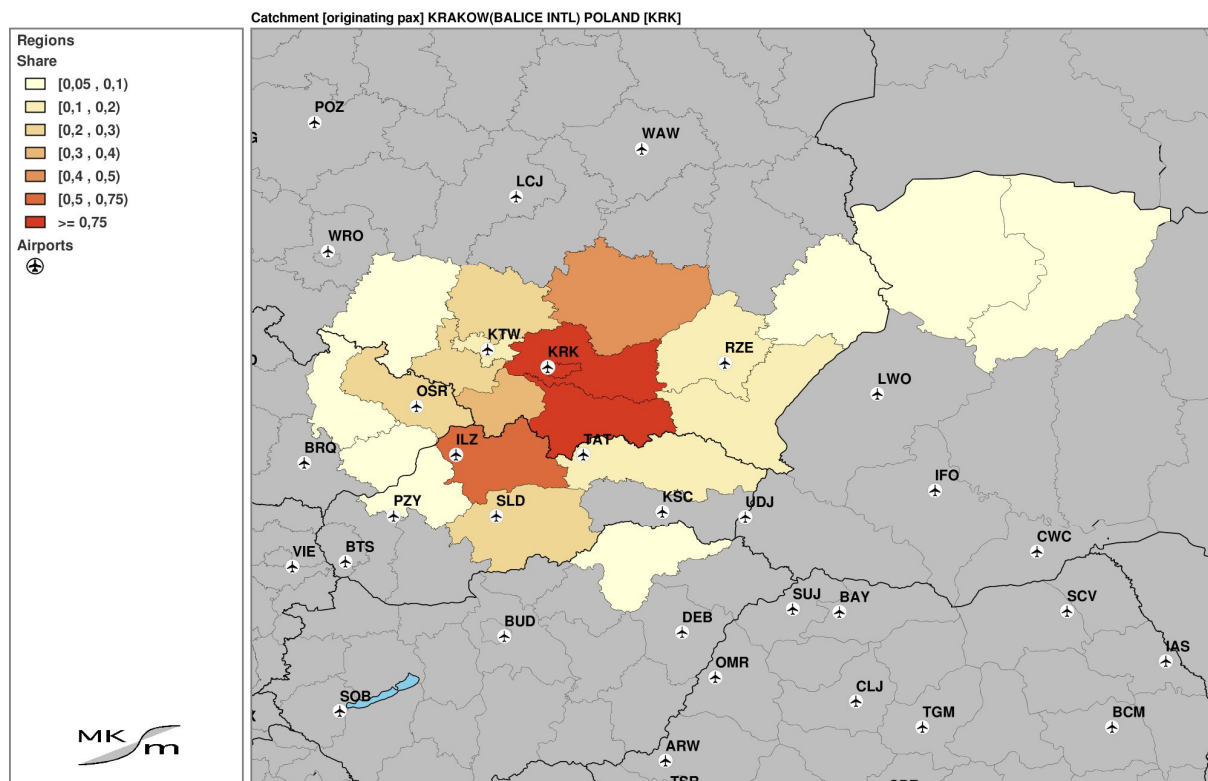 Catchment [originating pax] KRAKOW(BALICE INTL) POLAND [KRK]
Regions
Share
[0,05 , 0,1)
[0,1 , 0,2)
[0,2 , 0,3)
[0,3 , 0,4)
[0,4 , 0,5)
[0,5 , 0,75)
>= 0,75
Airports
POZ
WAW
LCJ
WRO
KTW
KRK
RZE
LWO
OSR
ILZ
TAT
BRQ
IFO
PZY
SLD
KSC
UDJ
CWC
VIE
BTS
SUJ
BAY
SCV
BUD
DEB
IAS
OMR
SOB
CLJ
TGM
BCM
ARW
MK
m